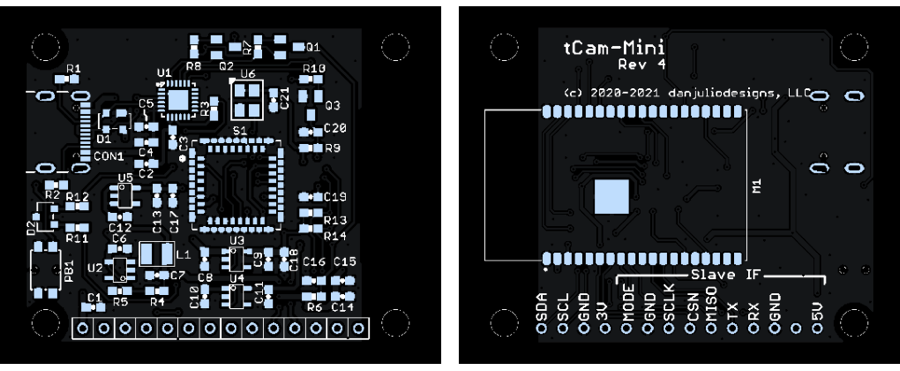 R8
Q2
R7
Q1
R1
U1
U6
R10
C5
R3
C21
Q3
D1
S1
C20
C4
C3
R9
CON1
C2
U5
R2
R12
C19
C13
C17
R13
D2
C12
R14
R11
C6
U3
L1
C9
C18
PB1
U2
C7
C8
U4
C16
C15
R5
R4
C10
C11
R6
C14
C1
tCam-Mini
Rev 4
(c) 2020-2021 danjuliodesigns, LLC
M1
Slave IF
SDA
SCL
GND
3V
MODE
GND
SCLK
CSN
MISO
TX
RX
GND
5V